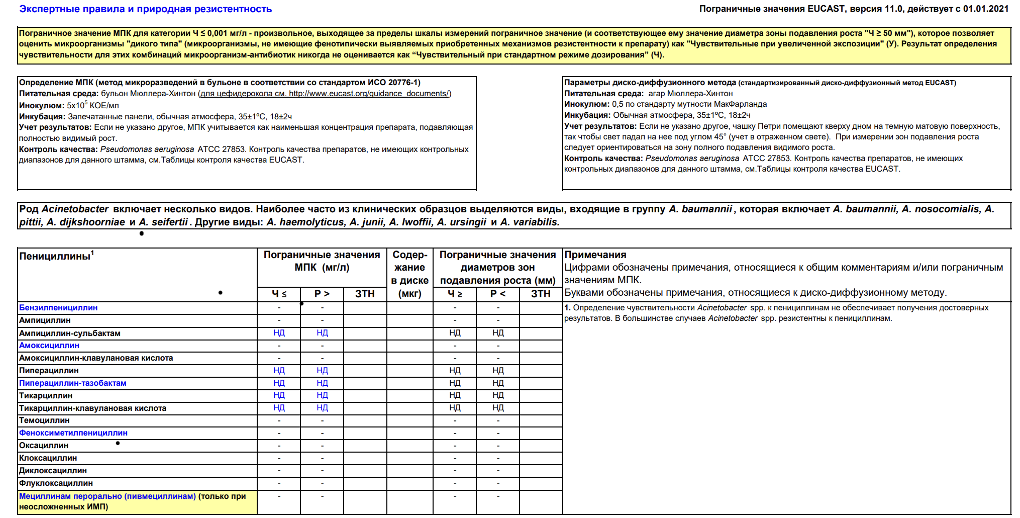 Экспертные правила и природная резистентность
Пограничные значения EUCAST, версия 11.0, действует с 01.01.2021
Пограничное значение МПК для категории Ч ≤ 0,001 мг/л - произвольное, выходящее за пределы шкалы измерений пограничное значение (и соответствующее ему значение диаметра зоны подавления роста "Ч ≥ 50 мм"), которое позволяет
оценить микроорганизмы "дикого типа" (микроорганизмы, не имеющие фенотипически выявляемых приобретенных механизмов резистентности к препарату) как "Чувствительные при увеличенной экспозиции" (У). Результат определения
чувствительности для этих комбинаций микроорганизм-антибиотик никогда не оценивается как "Чувствительный при стандартном режиме дозирования" (Ч).
Определение МПК (метод микроразведений в бульоне в соответствии со стандартом ИСО 20776-1)
Питательная среда: бульон Мюллера-Хинтон (для цефидерокола см. http://www.eucast.org/guidance_documents/)
Инокулюм: 5x10⁵ КОЕ/мл
Инкубация: Запечатанные панели, обычная атмосфера, 35±1ºC, 18±2ч
Учет результатов: Если не указано другое, МПК учитывается как наименьшая концентрация препарата, подавляющая
полностью видимый рост.
Контроль качества: Pseudomonas aeruginosa ATCC 27853. Контроль качества препаратов, не имеющих контрольных
диапазонов для данного штамма, см.Таблицы контроля качества EUCAST.
Параметры диско-диффузионного метода (стандартизированный диско-диффузионный метод EUCAST)
Питательная среда: агар Мюллера-Хинтон
Инокулюм: 0,5 по стандарту мутности МакФарланда
Инкубация: Обычная атмосфера, 35±1ºC, 18±2ч
Учет результатов: Если не указано другое, чашку Петри помещают кверху дном на темную матовую поверхность,
так чтобы свет падал на нее под углом 45° (учет в отраженном свете). При измерении зон подавления роста
следует ориентироваться на зону полного подавления видимого роста.
Контроль качества: Pseudomonas aeruginosa ATCC 27853. Контроль качества препаратов, не имеющих
контрольных диапазонов для данного штамма, см.Таблицы контроля качества EUCAST.
Род Acinetobacter включает несколько видов. Наиболее часто из клинических образцов выделяются виды, входящие в группу A. baumannii, которая включает A. baumannii, A. nosocomialis, A.
pittii, A. dijkshoorniae и A. seifertii. Другие виды: A. haemolyticus, A. junii, A. lwoffii, A. ursingii и A. variabilis.
Пенициллины¹
Пограничные значения
МПК (мг/л)
Ч ≤ Р > ЗТН
Содер-
жание
в диске
(мкг)
Пограничные значения
диаметров зон
подавления роста (мм)
Ч ≥ Р < ЗТН
Примечания
Цифрами обозначены примечания, относящиеся к общим комментариям и/или пограничным
значениям МПК.
Буквами обозначены примечания, относящиеся к диско-диффузионному методу.
Бензилпенициллин - - - -
Ампициллин - - - -
Ампициллин-сульбактам НД НД НД НД
Амоксициллин - - - -
Амоксициллин-клавулановая кислота - - - -
Пиперациллин НД НД НД НД
Пиперациллин-тазобактам НД НД НД НД
Тикарциллин НД НД НД НД
Тикарциллин-клавулановая кислота НД НД НД НД
Темоциллин - - - -
Феноксиметилпенициллин - - - -
Оксациллин - - - -
Клоксациллин - - - -
Диклоксациллин - - - -
Флуклоксациллин - - - -
Мециллинам перорально (пивмециллинам) (только при
неосложненных ИМП) - - - -
1. Определение чувствительности Acinetobacter spp. к пенициллинам не обеспечивает получения достоверных
результатов. В большинстве случаев Acinetobacter spp. резистентны к пенициллинам.